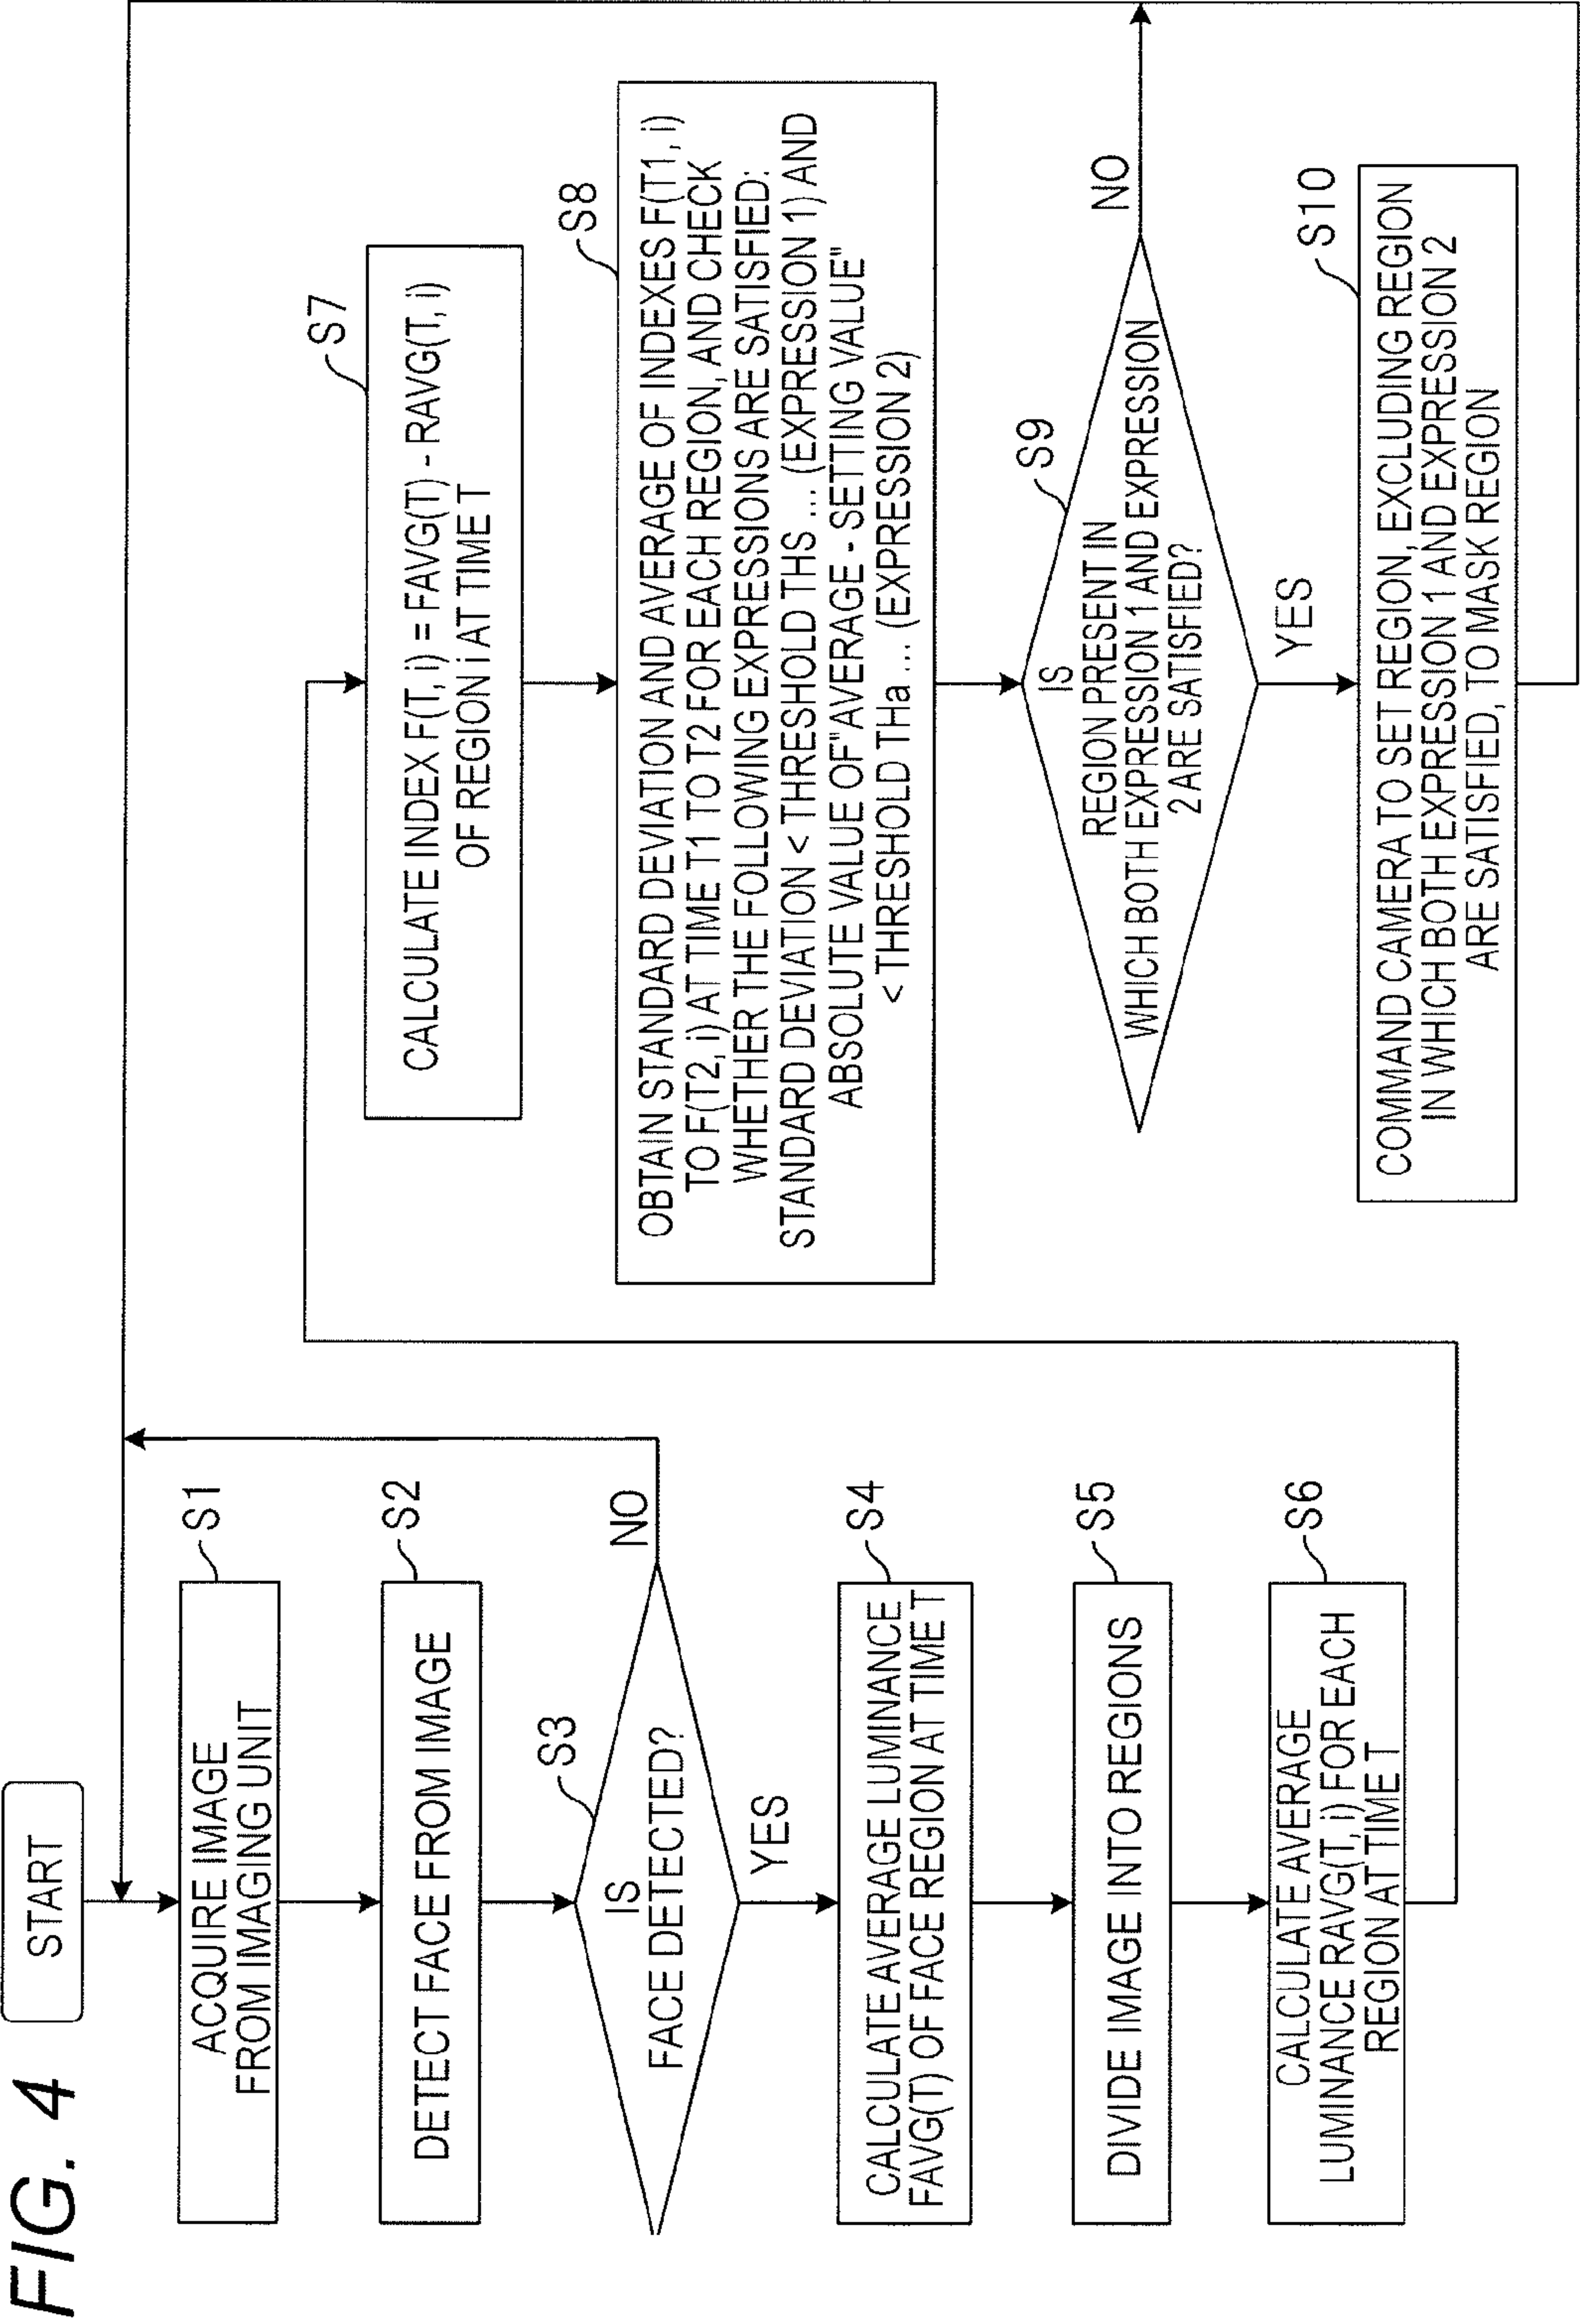 FIG. 4
START
S1
ACQUIRE IMAGE
FROM IMAGING UNIT
S2
DETECT FACE FROM IMAGE
S3
IS
FACE DETECTED?
NO
YES
S4
CALCULATE AVERAGE LUMINANCE
FAVG(T) OF FACE REGION AT TIME T
S5
DIVIDE IMAGE INTO REGIONS
S6
CALCULATE AVERAGE
LUMINANCE RAVG(T, i) FOR EACH
REGION AT TIME T
S7
CALCULATE INDEX F(T, i) = FAVG(T) - RAVG(T, i)
OF REGION i AT TIME T
S8
OBTAIN STANDARD DEVIATION AND AVERAGE OF INDEXES F(T1, i)
TO F(T2, i) AT TIME T1 TO T2 FOR EACH REGION, AND CHECK
WHETHER THE FOLLOWING EXPRESSIONS ARE SATISFIED:
STANDARD DEVIATION < THRESHOLD THS ... (EXPRESSION 1) AND
ABSOLUTE VALUE OF "AVERAGE - SETTING VALUE"
< THRESHOLD THa ... (EXPRESSION 2)
S9
IS
REGION PRESENT IN
WHICH BOTH EXPRESSION 1 AND EXPRESSION
2 ARE SATISFIED?
NO
YES
S10
COMMAND CAMERA TO SET REGION, EXCLUDING REGION
IN WHICH BOTH EXPRESSION 1 AND EXPRESSION 2
ARE SATISFIED, TO MASK REGION